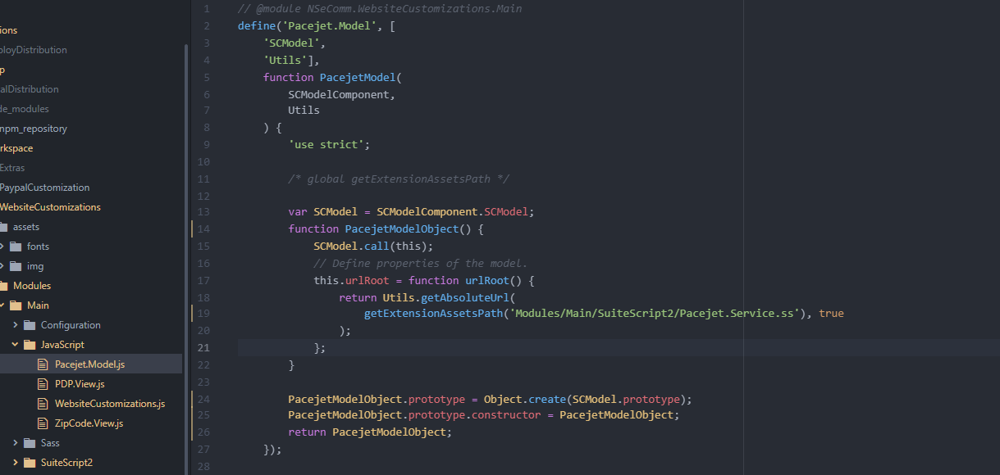 ions
ployDistribution
p
alDistribution
de_modules
npm_repository
rkspace
Extras
PaypalCustomization
WebsiteCustomizations
assets
fonts
img
Modules
Main
Configuration
JavaScript
Pacejet.Model.js
PDP.View.js
WebsiteCustomizations.js
ZipCode.View.js
Sass
SuiteScript2
1 // @module NSeComm.WebsiteCustomizations.Main
2 define('Pacejet.Model', [
3 'SCModel',
4 'Utils'],
5 function PacejetModel(
6 SCModelComponent,
7 Utils
8 ) {
9 'use strict';
10
11 /* global getExtensionAssetsPath */
12
13 var SCModel = SCModelComponent.SCModel;
14 function PacejetModelObject() {
15 SCModel.call(this);
16 // Define properties of the model.
17 this.urlRoot = function urlRoot() {
18 return Utils.getAbsoluteUrl(
19 getExtensionAssetsPath('Modules/Main/SuiteScript2/Pacejet.Service.ss'), true
20 );
21 };
22 }
23
24 PacejetModelObject.prototype = Object.create(SCModel.prototype);
25 PacejetModelObject.prototype.constructor = PacejetModelObject;
26 return PacejetModelObject;
27 });
28